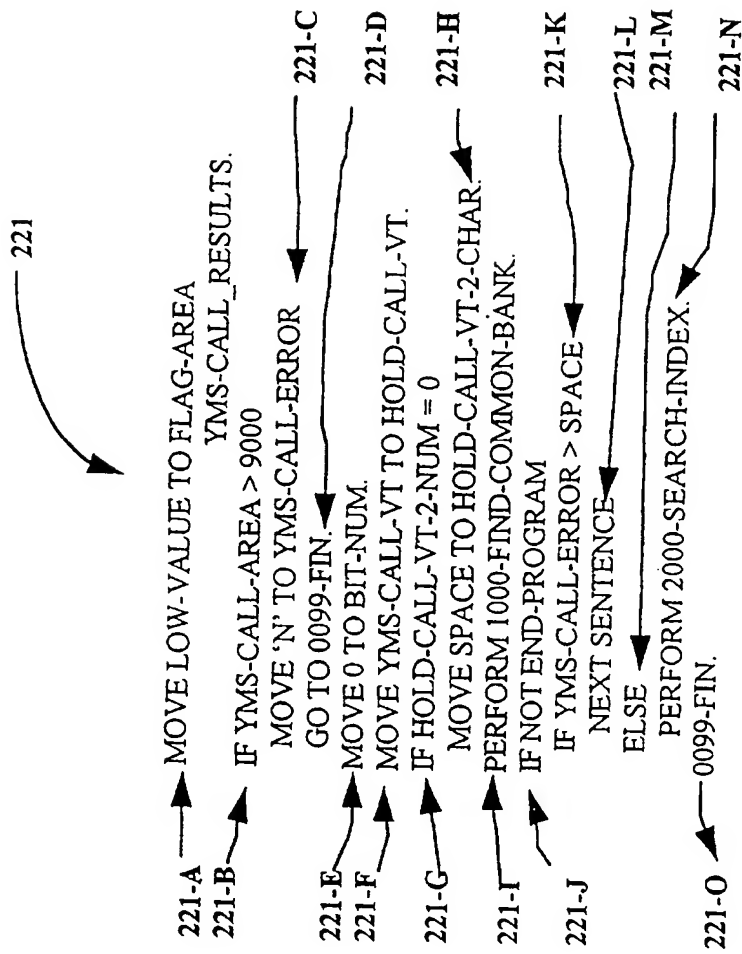 221
221-A MOVE LOW-VALUE TO FLAG-AREA
YMS-CALL_RESULTS.
221-B IF YMS-CALL-AREA > 9000
MOVE ‘N’ TO YMS-CALL-ERROR 221-C
GO TO 0099-FIN. 221-D
221-E MOVE 0 TO BIT-NUM.
221-F MOVE YMS-CALL-VT TO HOLD-CALL-VT.
221-G IF HOLD-CALL-VT-2-NUM = 0
MOVE SPACE TO HOLD-CALL-VT-2-CHAR. 221-H
221-I PERFORM 1000-FIND-COMMON-BANK.
221-J IF NOT END-PROGRAM
IF YMS-CALL-ERROR > SPACE 221-K
NEXT SENTENCE 221-L
ELSE 221-M
PERFORM 2000-SEARCH-INDEX. 221-N
221-O 0099-FIN.